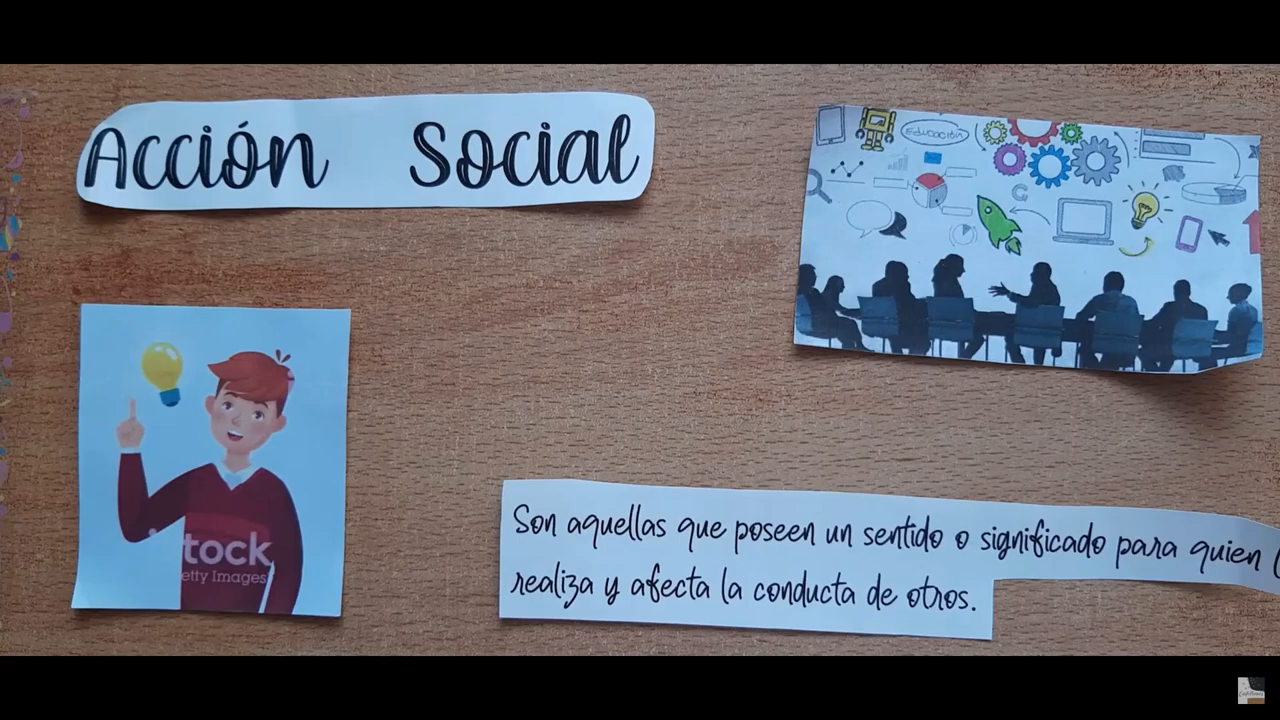 Acción Social
Educación
Son aquellas que poseen un sentido o significado para quien
realiza y afecta la conducta de otros.
tock
etty Images